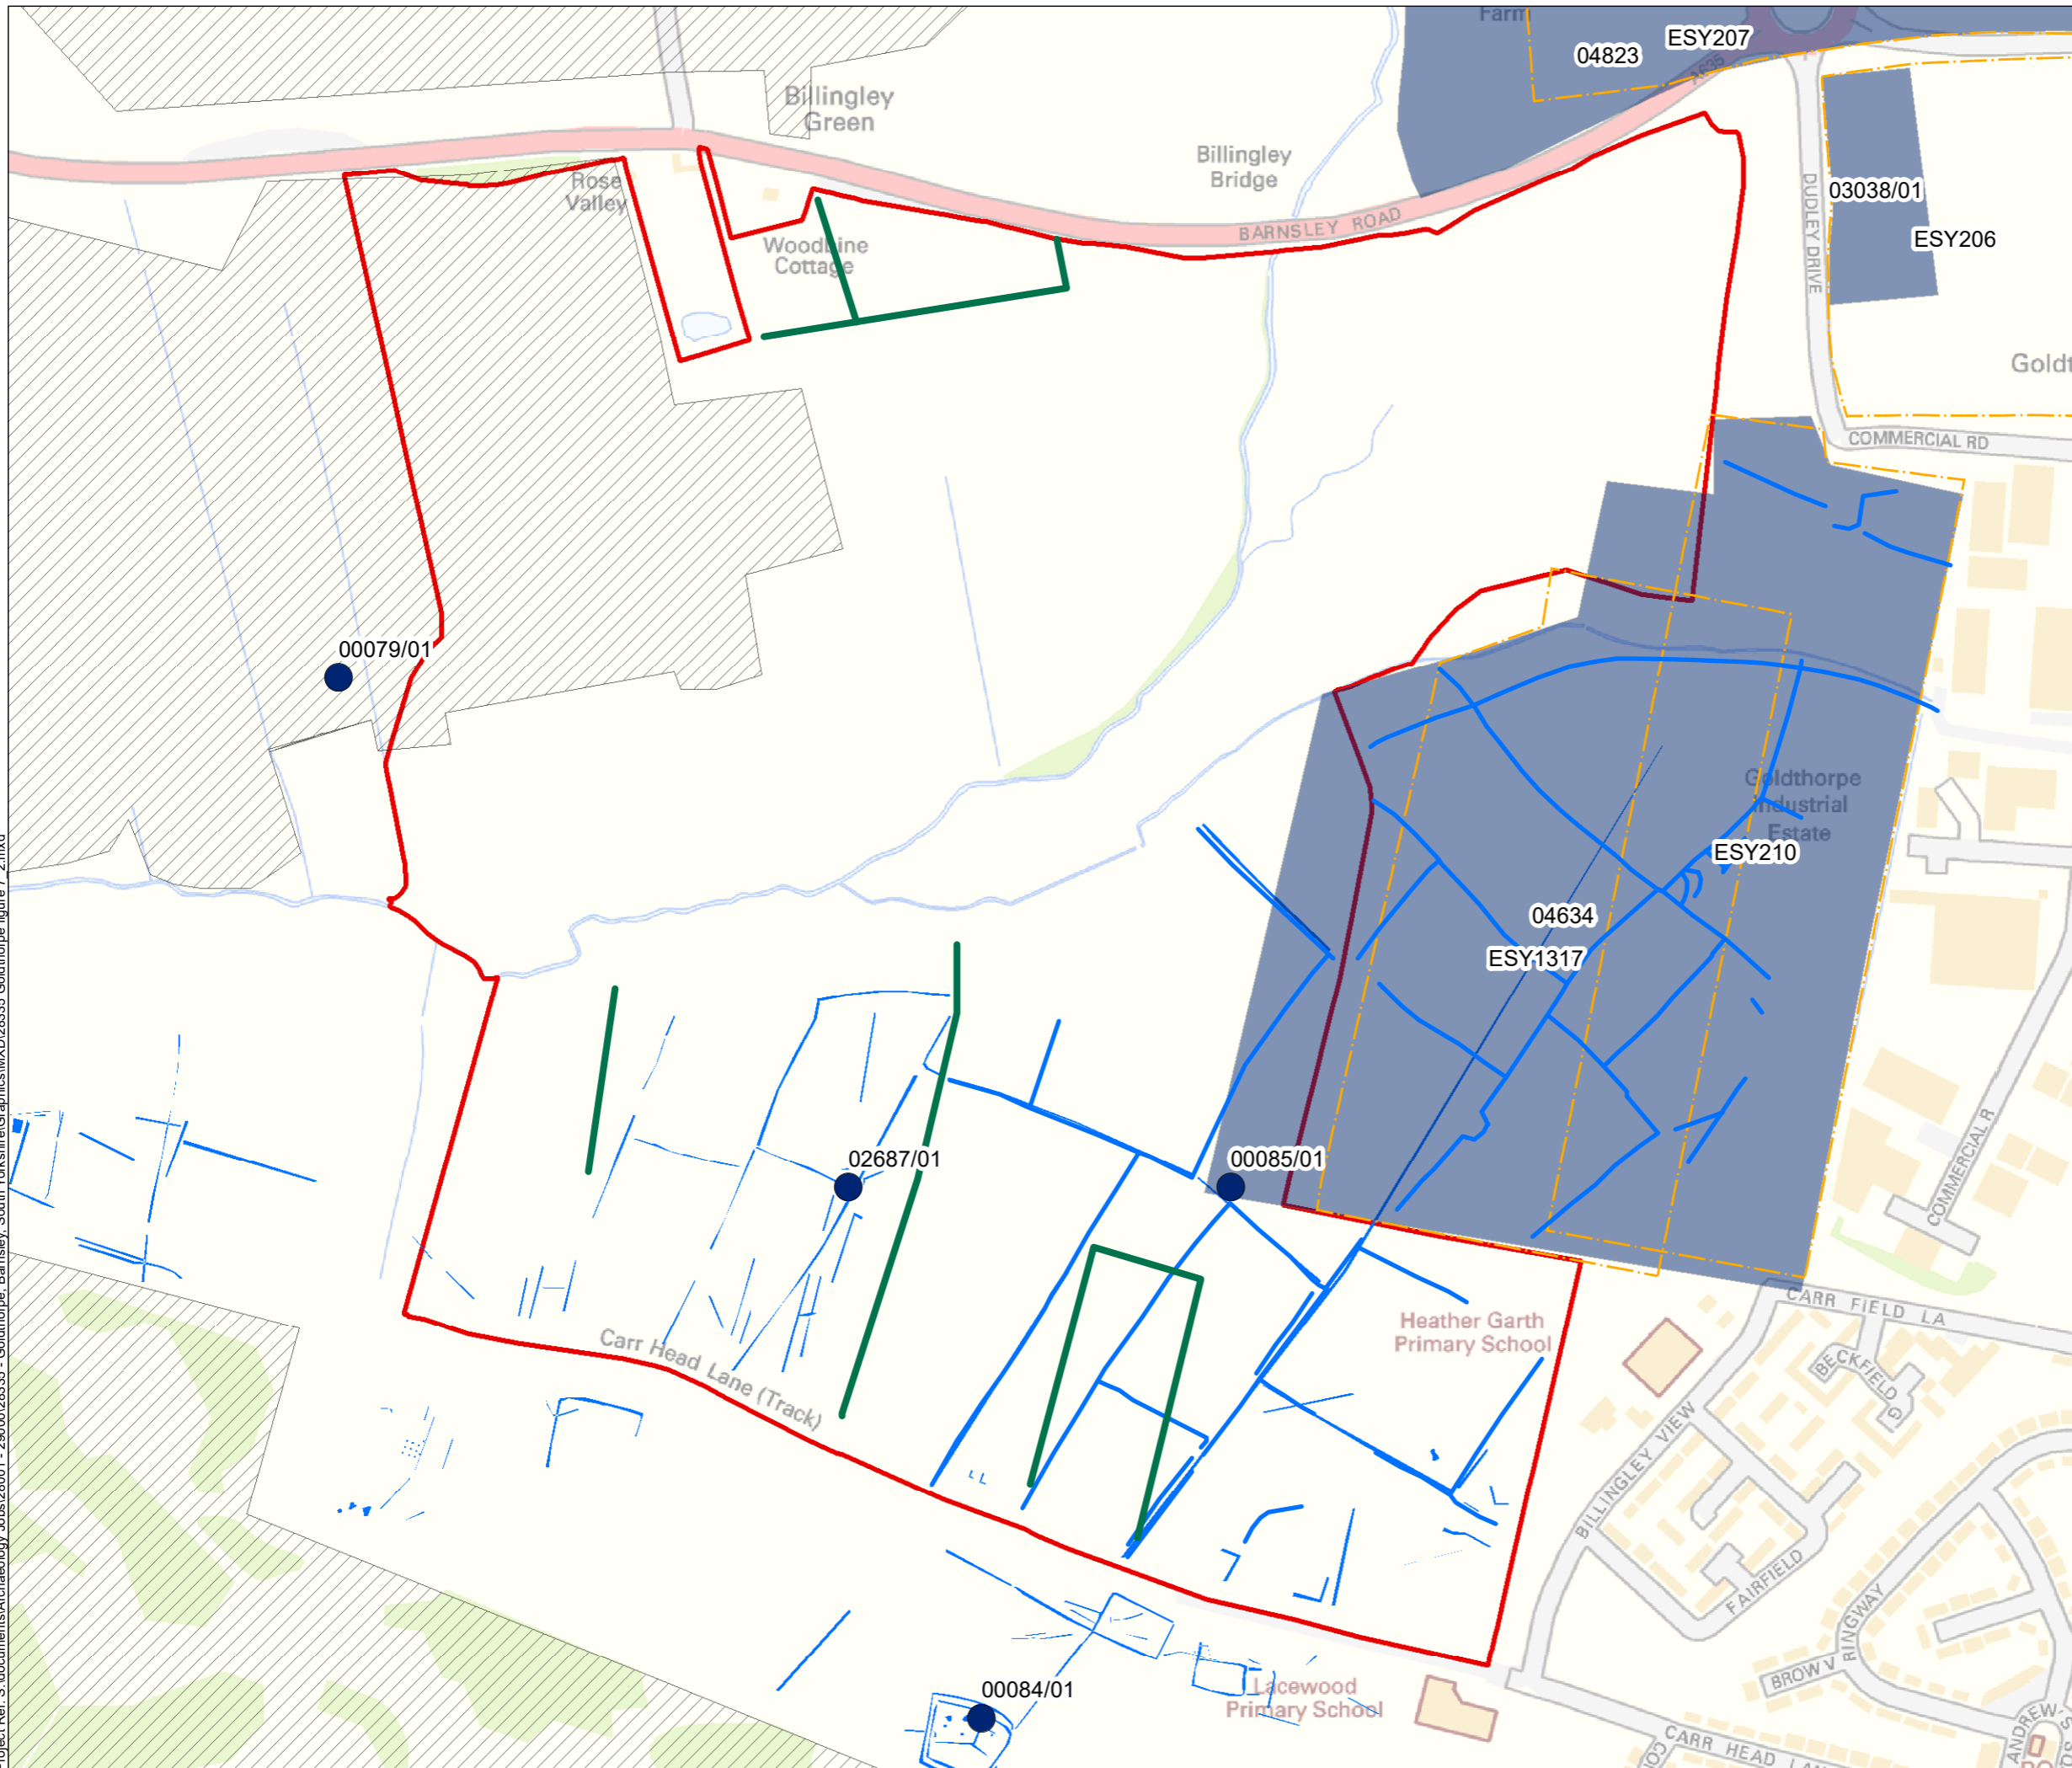 Farm
04823
ESY207
A635
Billingley
Green
Billingley
Bridge
Rose
Valley
DUDLEY DRIVE
03038/01
BARNSLEY ROAD
ESY206
Woodbine
Cottage
Goldt
COMMERCIAL RD
00079/01
Goldthorpe
Industrial
Estate
ESY210
04634
ESY1317
02687/01
00085/01
COMMERCIAL R
CARR FIELD LA
Heather Garth
Primary School
Carr Head Lane (Track)
BECKFIELD
G
BILLINGLEY VIEW
FAIRFIELD
RINGWAY
BROW V
00084/01
Lacewood
Primary School
ANDREW
CARR HEAD LAN